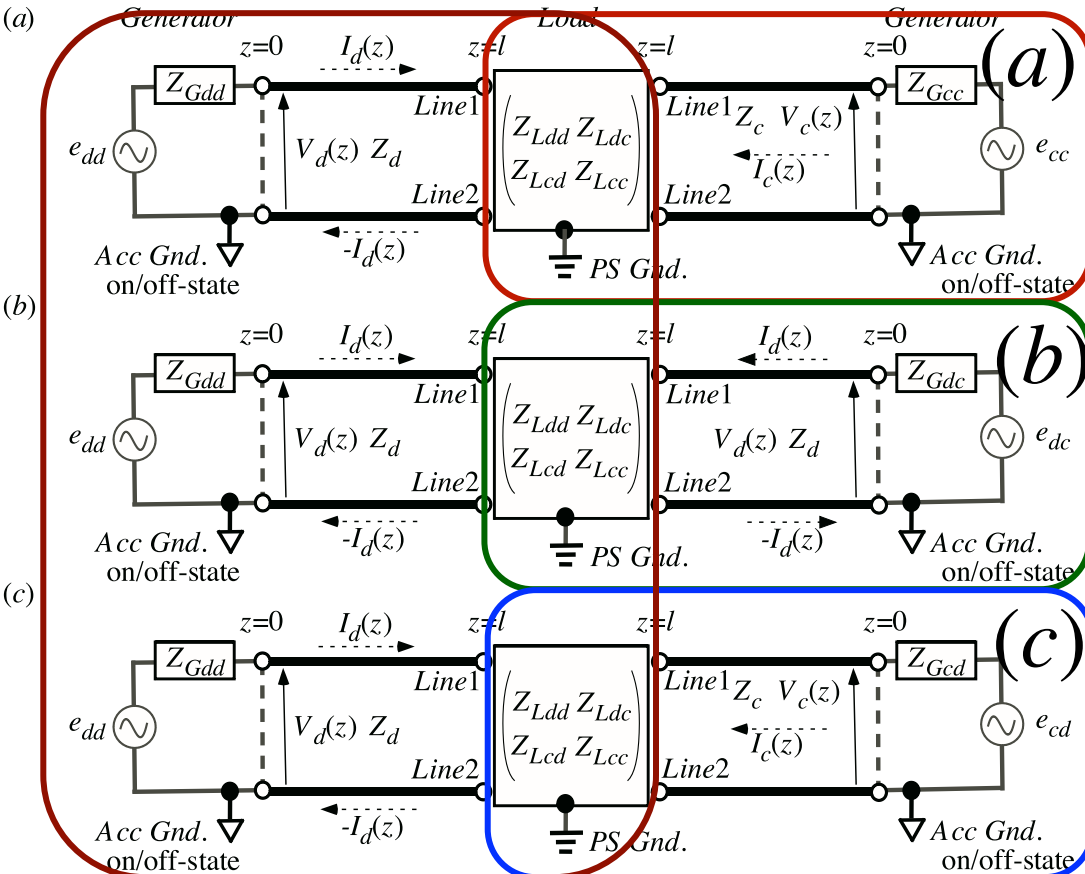 (a) Generator Load Generator
z=0 I_d(z) z=l z=l z=0 (a)
Z_Gdd Line1 Line1 Z_Gcc
e_dd V_d(z) Z_d (Z_Ldd Z_Ldc Z_c V_c(z) e_cc
Z_Lcd Z_Lcc) I_c(z)
Line2 Line2
-I_d(z)
Acc Gnd. PS Gnd. Acc Gnd.
on/off-state on/off-state
(b)
z=0 I_d(z) z=l z=l I_d(z) z=0 (b)
Z_Gdd Line1 Line1 Z_Gdc
e_dd V_d(z) Z_d (Z_Ldd Z_Ldc V_d(z) Z_d e_dc
Z_Lcd Z_Lcc)
Line2 Line2
-I_d(z) -I_d(z)
Acc Gnd. PS Gnd. Acc Gnd.
on/off-state on/off-state
(c)
z=0 I_d(z) z=l z=l z=0 (c)
Z_Gdd Line1 Line1 Z_Gcd
e_dd V_d(z) Z_d (Z_Ldd Z_Ldc Z_c V_c(z) e_cd
Z_Lcd Z_Lcc) I_c(z)
Line2 Line2
-I_d(z)
Acc Gnd. PS Gnd. Acc Gnd.
on/off-state on/off-state